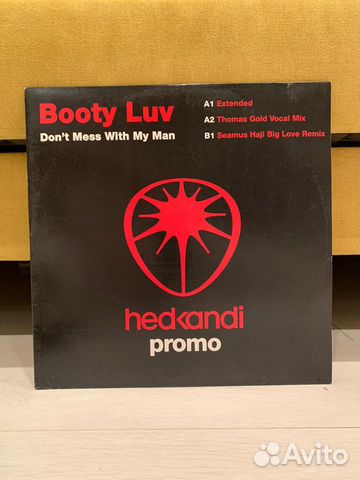 Booty Luv
Don't Mess With My Man
A1 Extended
A2 Thomas Gold Vocal Mix
B1 Seamus Haji Big Love Remix
hedkandi
promo
Avito